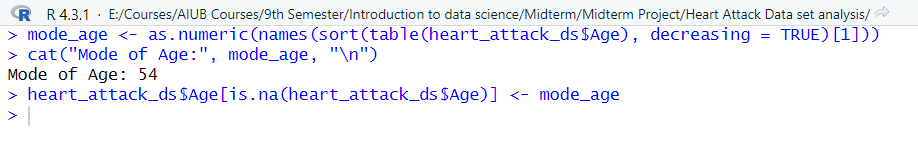 R 4.3.1 · E:/Courses/AIUB Courses/9th Semester/Introduction to data science/Midterm/Midterm Project/Heart Attack Data set analysis/
> mode_age <- as.numeric(names(sort(table(heart_attack_ds$Age), decreasing = TRUE)[1]))
> cat("Mode of Age:", mode_age, "\n")
Mode of Age: 54
> heart_attack_ds$Age[is.na(heart_attack_ds$Age)] <- mode_age
>